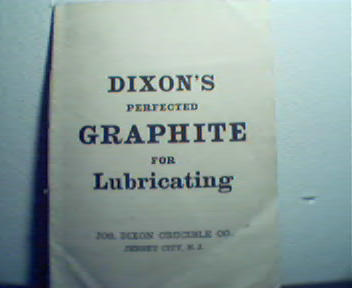 DIXON'S
PERFECTED
GRAPHITE
FOR
Lubricating
JOS. DIXON CRUCIBLE CO.
JERSEY CITY, N. J.